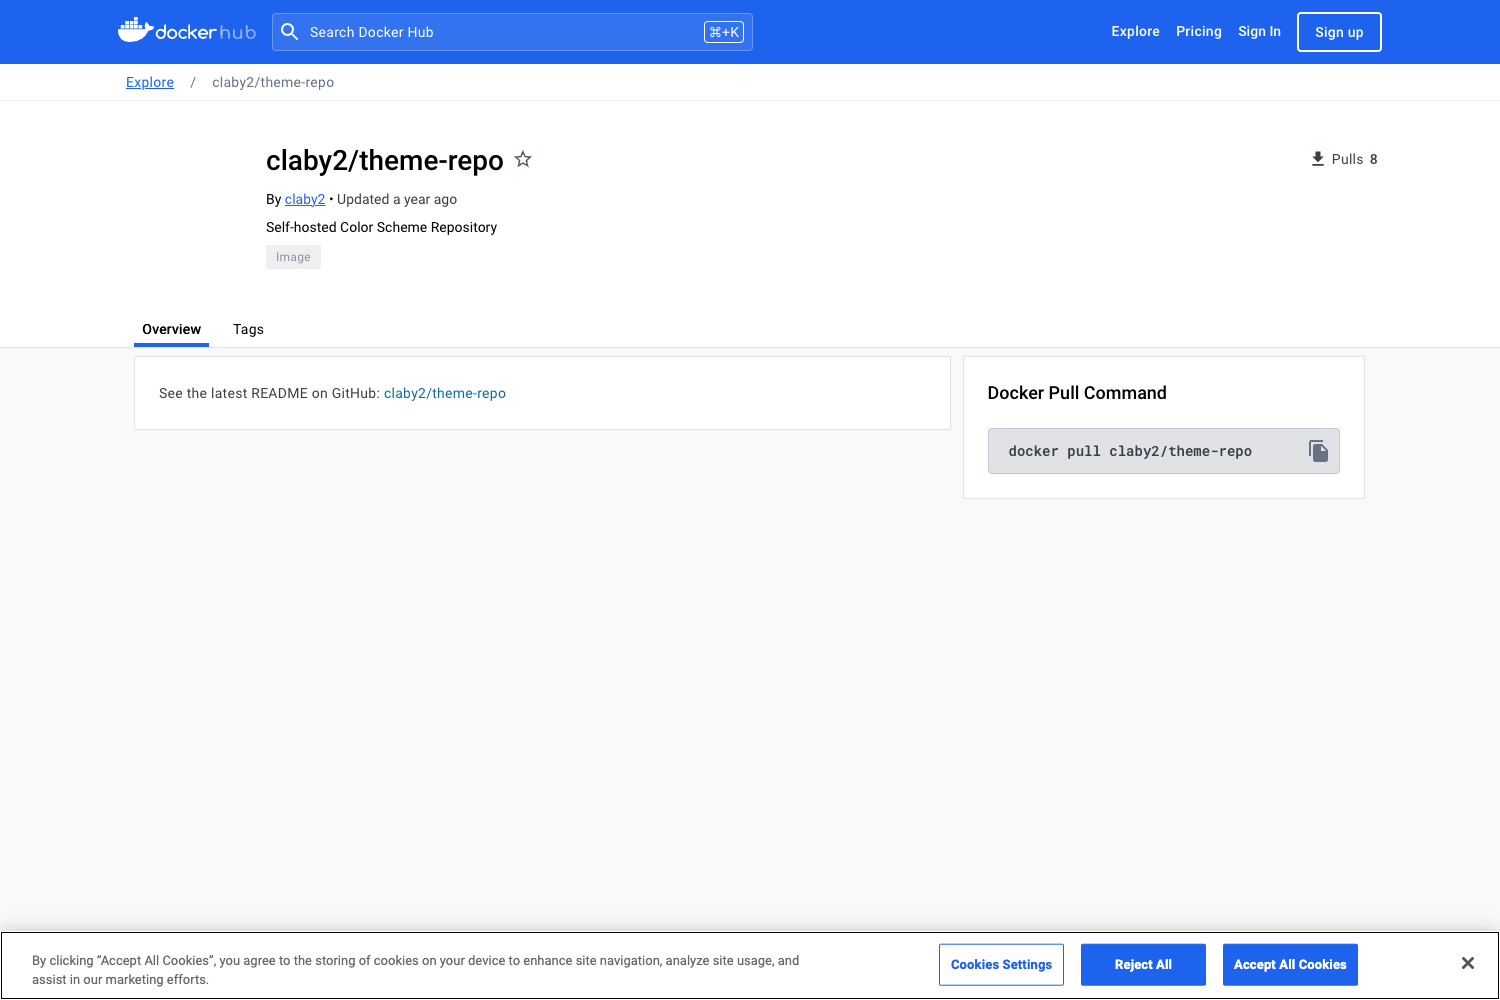 docker hub
Search Docker Hub
⌘+K
Explore
Pricing
Sign In
Sign up
Explore / claby2/theme-repo
claby2/theme-repo
Pulls 8
By claby2 • Updated a year ago
Self-hosted Color Scheme Repository
Image
Overview
Tags
See the latest README on GitHub: claby2/theme-repo
Docker Pull Command
docker pull claby2/theme-repo
By clicking “Accept All Cookies”, you agree to the storing of cookies on your device to enhance site navigation, analyze site usage, and
assist in our marketing efforts.
Cookies Settings
Reject All
Accept All Cookies